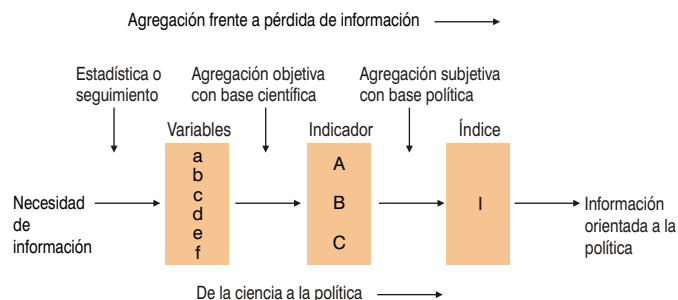 Agregación frente a pérdida de información
Estadística o
seguimiento
Agregación objetiva
con base científica
Agregación subjetiva
con base política
Variables
Indicador
Índice
Necesidad
de
información
a
b
c
d
e
f
A
B
C
I
Información
orientada a la
política
De la ciencia a la política